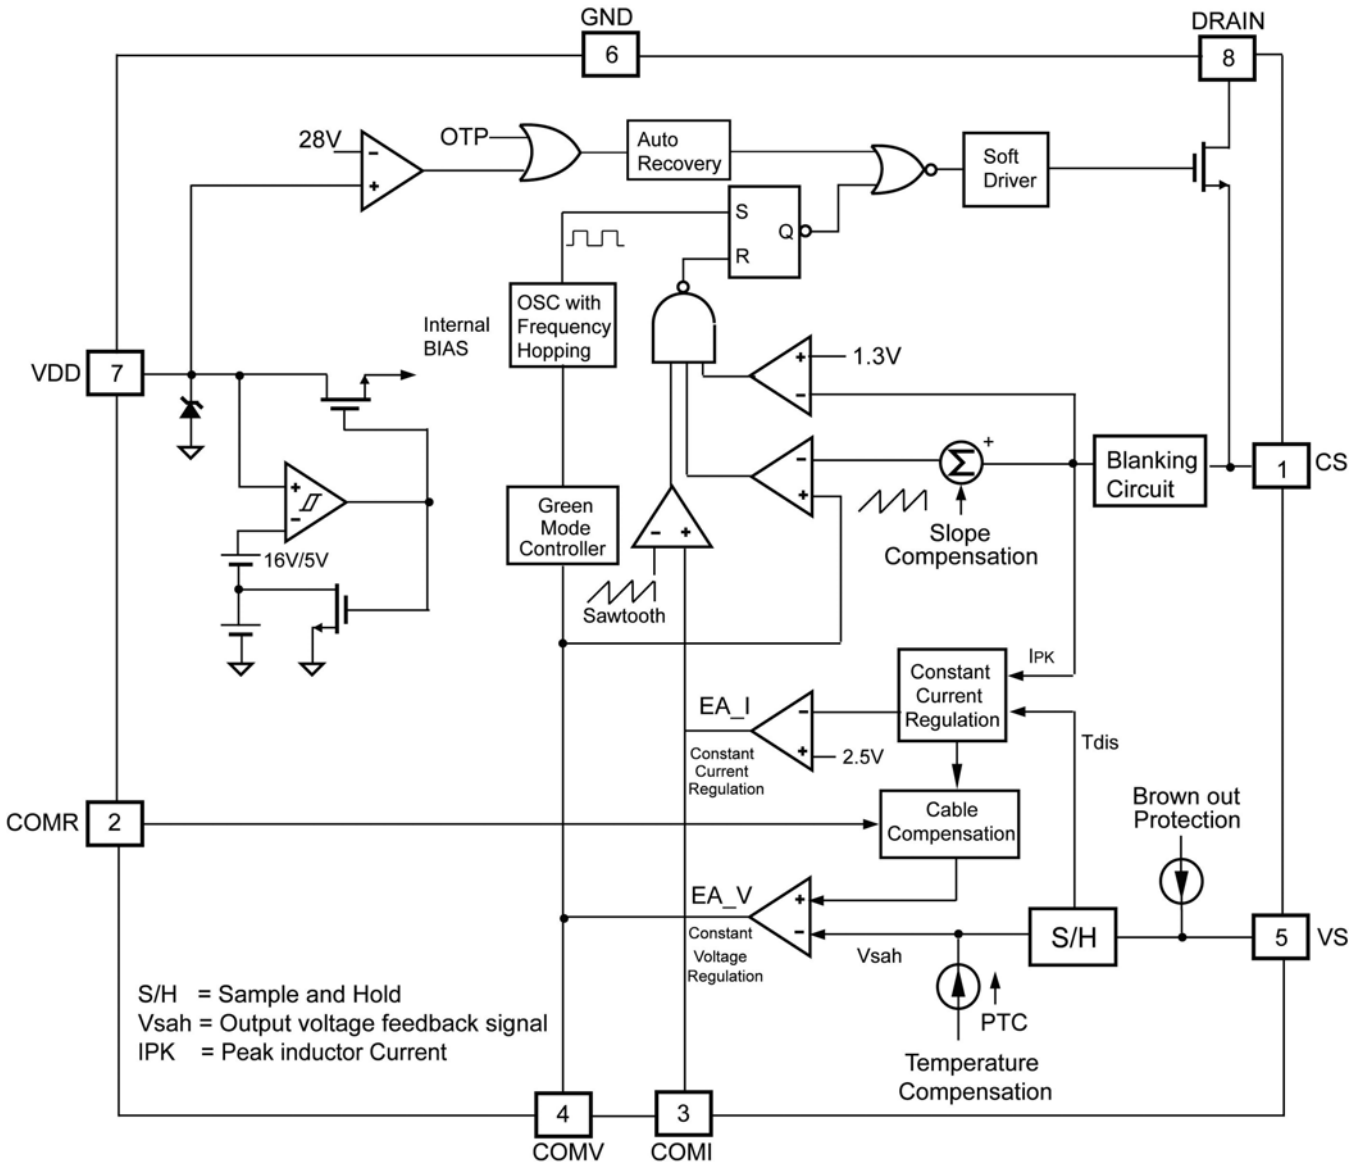 GND
6
DRAIN
8
28V
-
+
OTP
Auto
Recovery
Soft
Driver
S
Q
R
OSC with
Frequency
Hopping
Internal
BIAS
VDD
7
+
1.3V
-
+
-
16V/5V
-
+
Σ
+
Blanking
Circuit
1
CS
Green
Mode
Controller
- +
Slope
Compensation
Sawtooth
Constant
Current
Regulation
IPK
EA_I
-
+
2.5V
Constant
Current
Regulation
Tdis
COMR
2
Cable
Compensation
Brown out
Protection
EA_V
+
-
Constant
Voltage
Regulation
Vsah
S/H
5
VS
PTC
Temperature
Compensation
S/H = Sample and Hold
Vsah = Output voltage feedback signal
IPK = Peak inductor Current
4
COMV
3
COMI